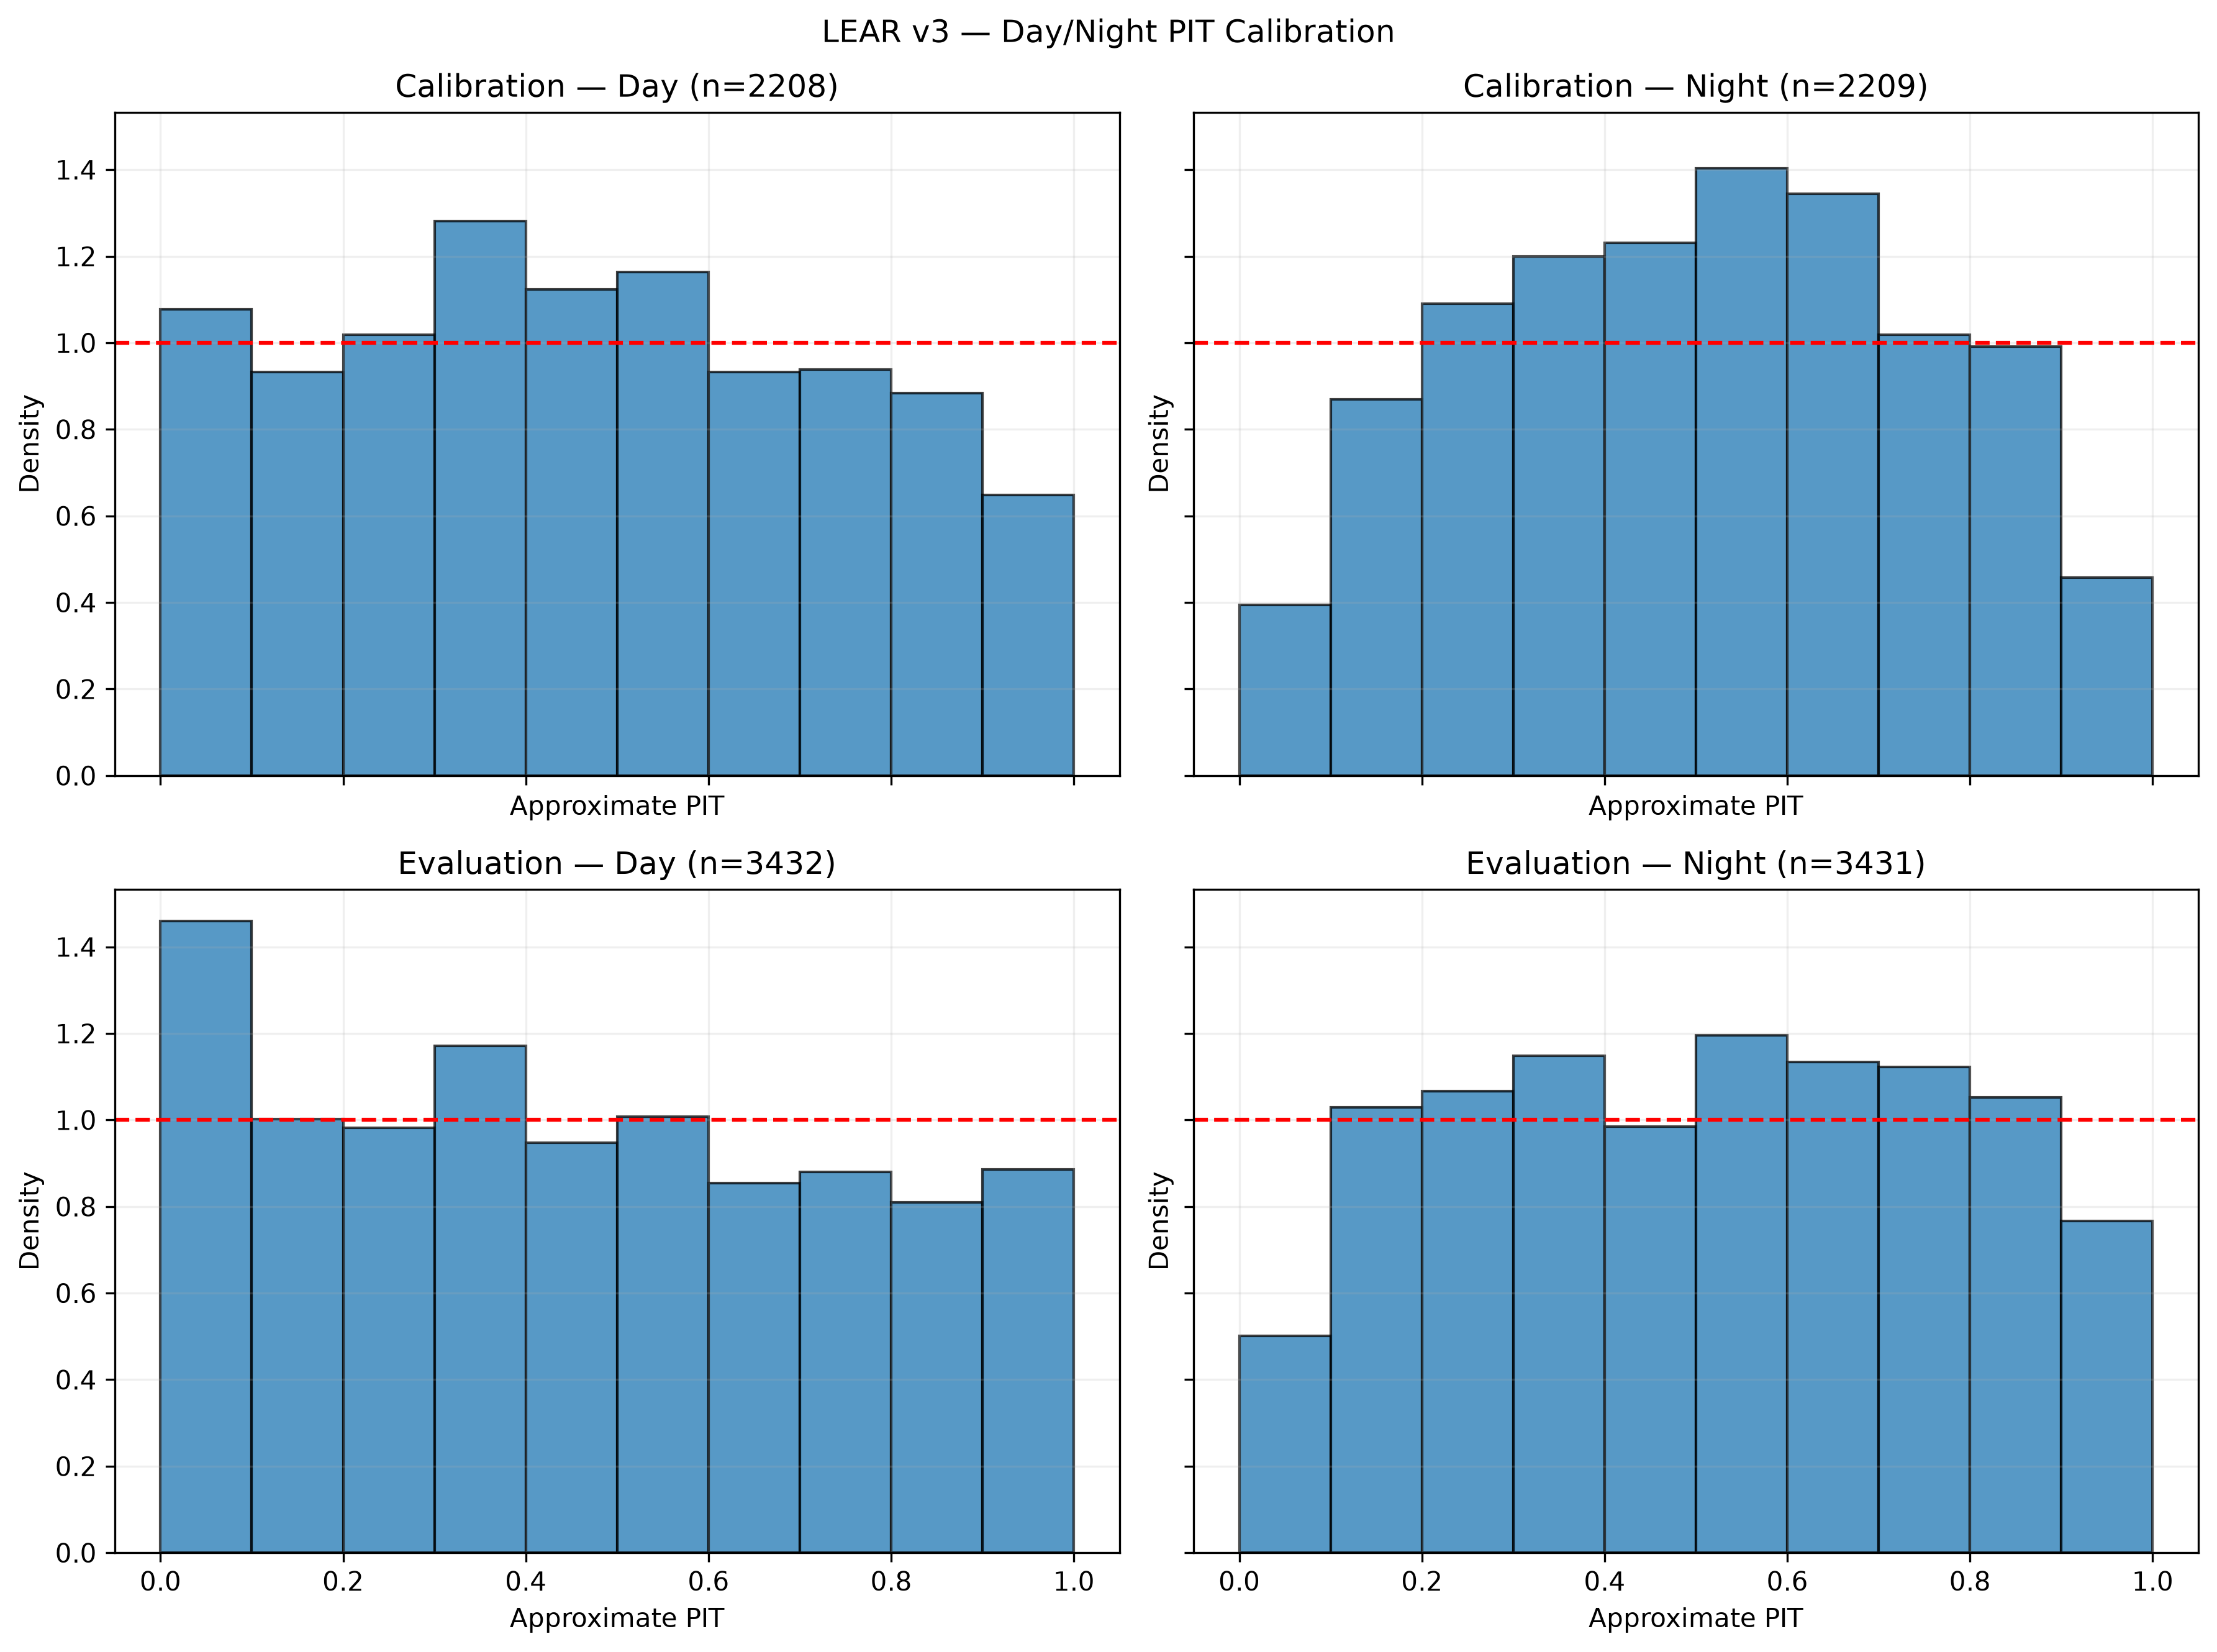 LEAR v3 — Day/Night PIT Calibration
Calibration — Day (n=2208)
Density
1.4
1.2
1.0
0.8
0.6
0.4
0.2
0.0
Approximate PIT
Calibration — Night (n=2209)
Density
Approximate PIT
Evaluation — Day (n=3432)
Density
1.4
1.2
1.0
0.8
0.6
0.4
0.2
0.0
0.0 0.2 0.4 0.6 0.8 1.0
Approximate PIT
Evaluation — Night (n=3431)
Density
0.0 0.2 0.4 0.6 0.8 1.0
Approximate PIT